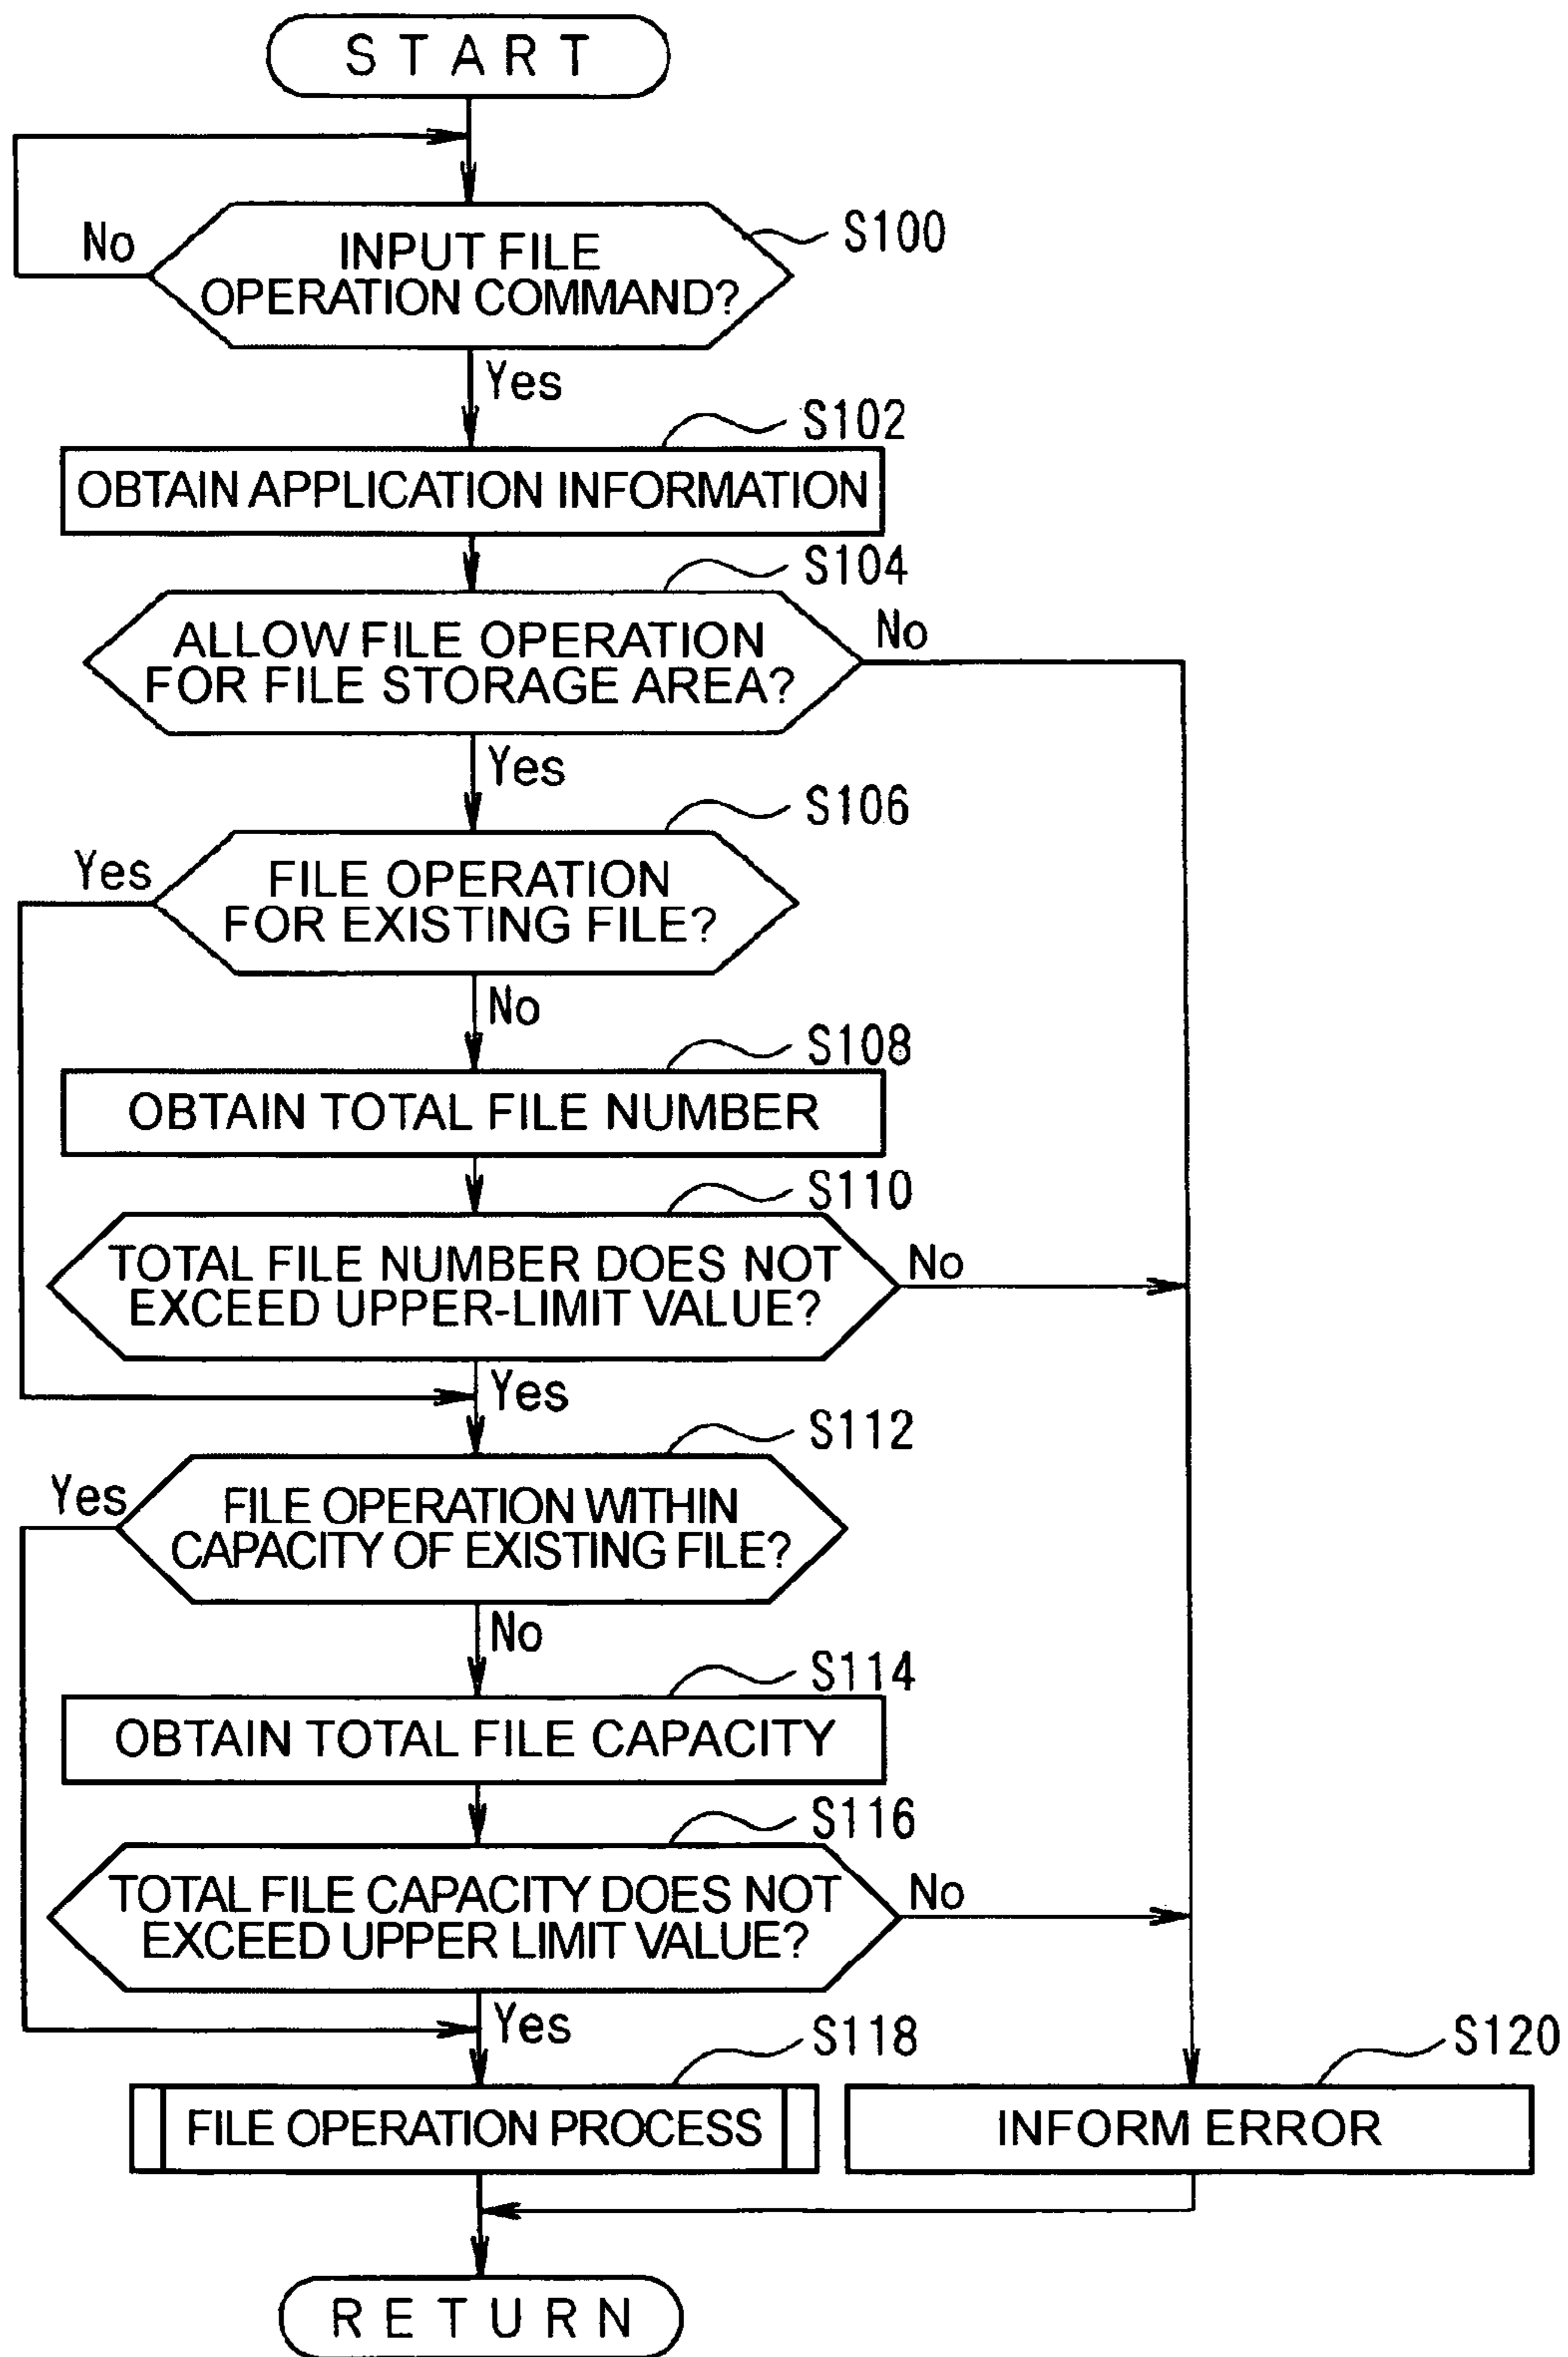 START
No
INPUT FILE
OPERATION COMMAND?
S100
Yes
S102
OBTAIN APPLICATION INFORMATION
S104
ALLOW FILE OPERATION
FOR FILE STORAGE AREA?
No
Yes
S106
Yes
FILE OPERATION
FOR EXISTING FILE?
No
S108
OBTAIN TOTAL FILE NUMBER
S110
TOTAL FILE NUMBER DOES NOT
EXCEED UPPER-LIMIT VALUE?
No
Yes
S112
Yes
FILE OPERATION WITHIN
CAPACITY OF EXISTING FILE?
No
S114
OBTAIN TOTAL FILE CAPACITY
S116
TOTAL FILE CAPACITY DOES NOT
EXCEED UPPER LIMIT VALUE?
No
Yes
S118
FILE OPERATION PROCESS
S120
INFORM ERROR
RETURN